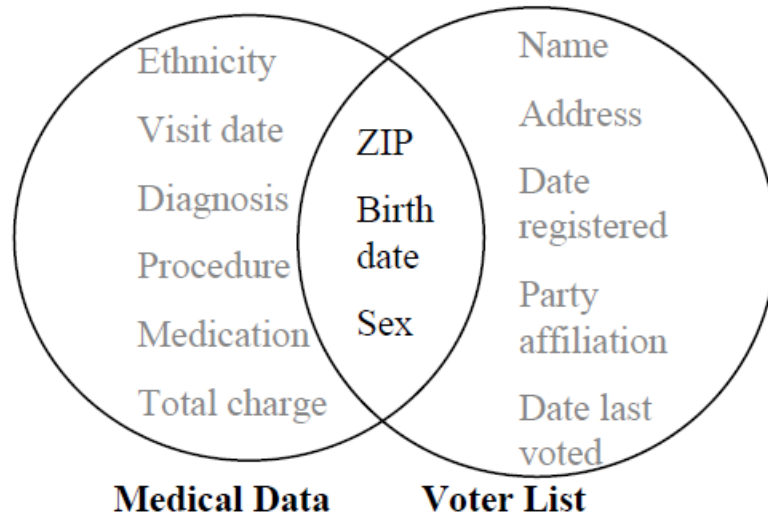 Ethnicity
Visit date
Diagnosis
Procedure
Medication
Total charge
ZIP
Birth
date
Sex
Name
Address
Date
registered
Party
affiliation
Date last
voted
Medical Data
Voter List